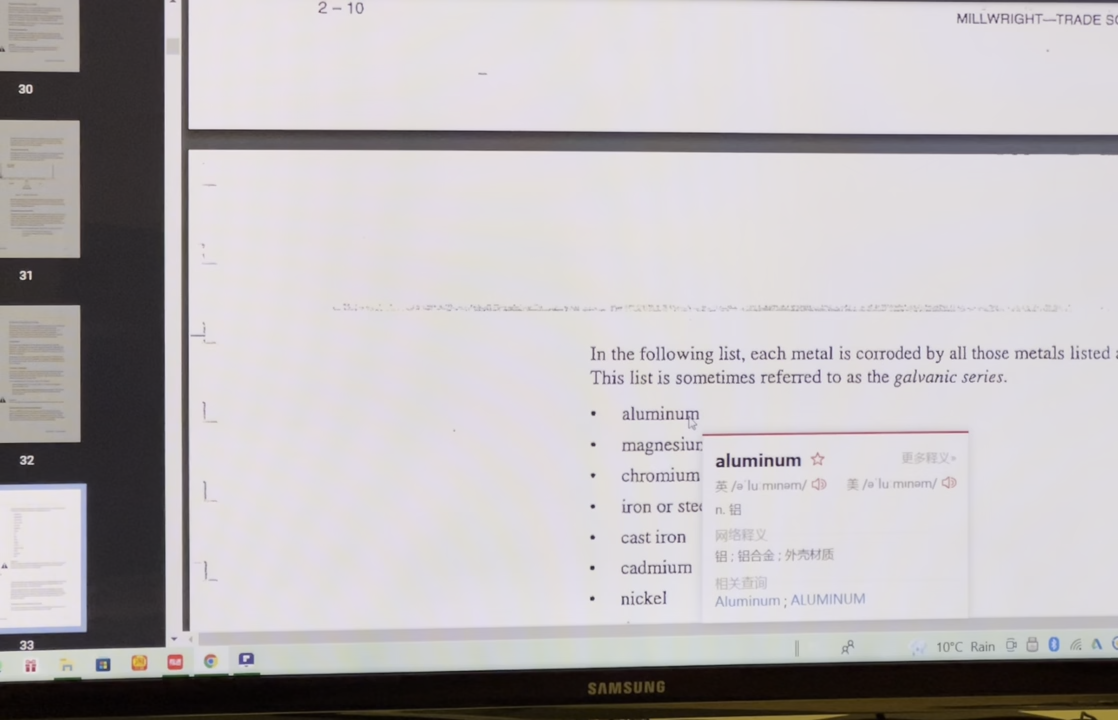 2 – 10
MILLWRIGHT—TRADE
30
31
32
33
In the following list, each metal is corroded by all those metals listed
This list is sometimes referred to as the galvanic series.
• aluminum
• magnesium
• chromium
• iron or stee
• cast iron
• cadmium
• nickel
aluminum 更多释义»
英 /əˈluːmɪnəm/ 美 /əˈluːmɪnəm/
n. 铝
网络释义
铝 ; 铝合金 ; 外壳材质
相关查询
Aluminum ; ALUMINUM
10°C Rain
SAMSUNG